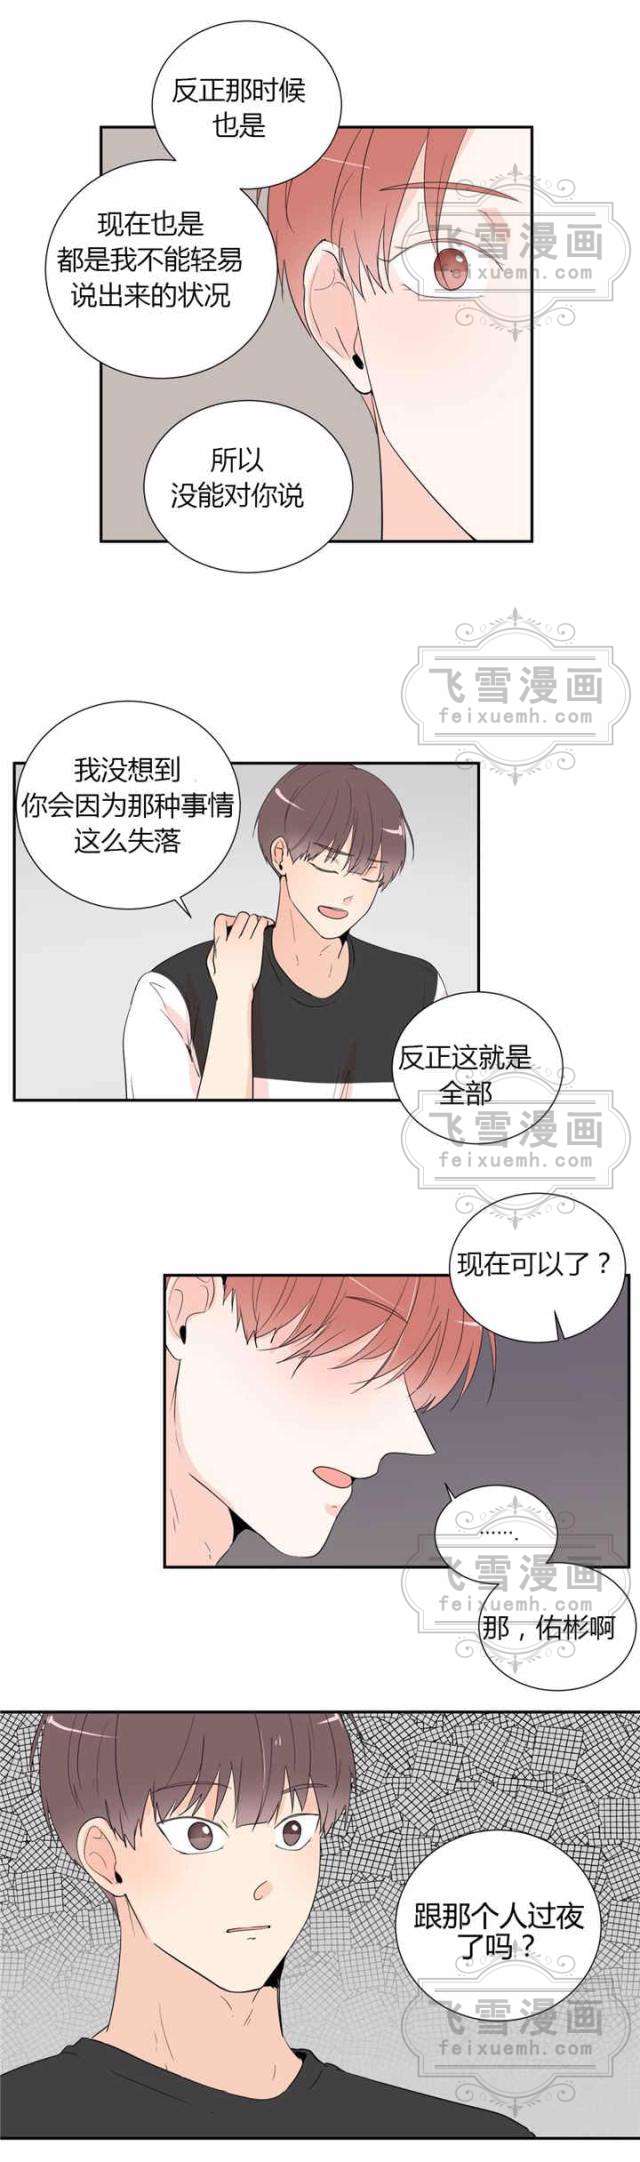 反正那时候
也是
现在也是
都是我不能轻易
说出来的状况
飞雪漫画
feixuemh.com
所以
没能对你说
飞雪漫画
feixuemh.com
我没想到
你会因为那种事情
这么失落
反正这就是
全部
飞雪漫画
feixuemh.com
现在可以了？
…….
飞雪漫画
feixuemh.com
那，佑彬啊
跟那个人过夜
了吗？
飞雪漫画
feixuemh.com